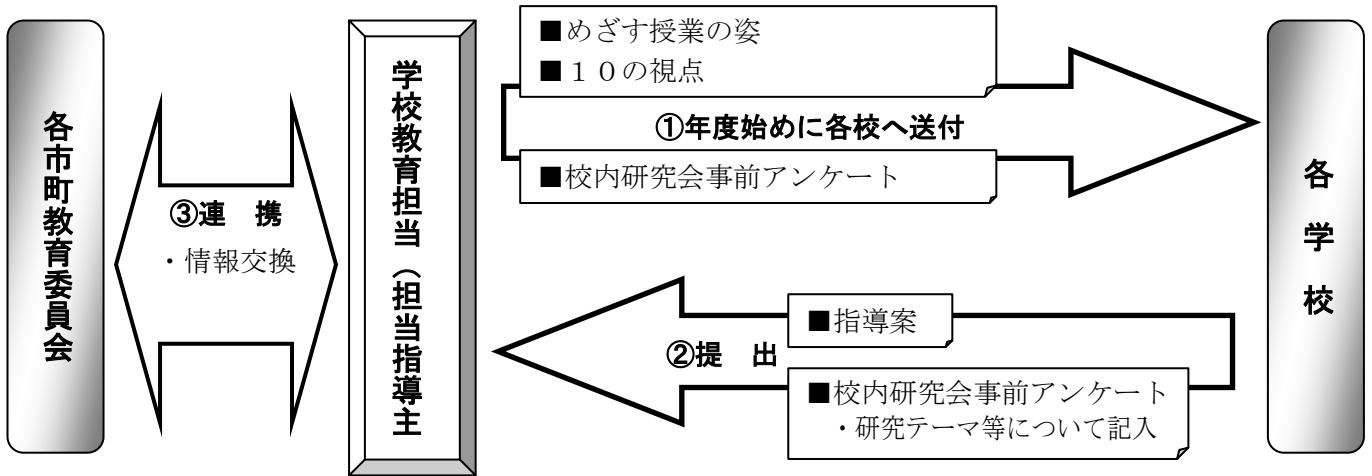 各市町教育委員会
③連　携
・情報交換
学校教育担当（担当指導主
■めざす授業の姿
■１０の視点
①年度始めに各校へ送付
■校内研究会事前アンケート
■指導案
②提　出
■校内研究会事前アンケート
・研究テーマ等について記入
各学校